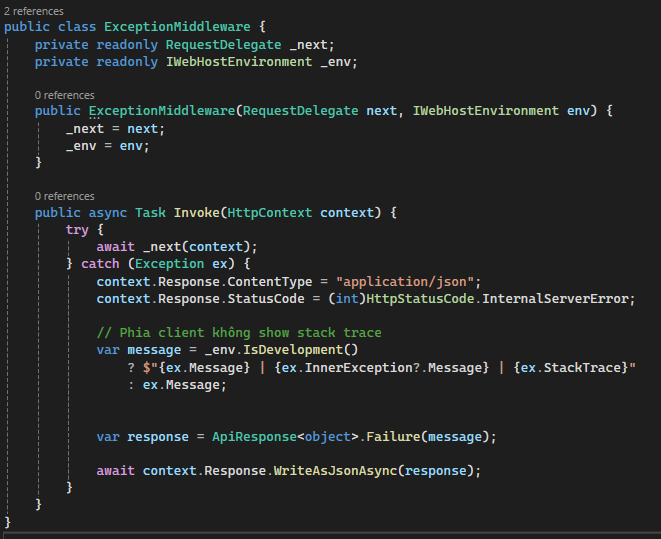 2 references
public class ExceptionMiddleware {
private readonly RequestDelegate _next;
private readonly IWebHostEnvironment _env;
0 references
public ExceptionMiddleware(RequestDelegate next, IWebHostEnvironment env) {
_next = next;
_env = env;
}
0 references
public async Task Invoke(HttpContext context) {
try {
await _next(context);
} catch (Exception ex) {
context.Response.ContentType = "application/json";
context.Response.StatusCode = (int)HttpStatusCode.InternalServerError;
// Phia client không show stack trace
var message = _env.IsDevelopment()
? $"{ex.Message} | {ex.InnerException?.Message} | {ex.StackTrace}"
: ex.Message;
var response = ApiResponse<object>.Failure(message);
await context.Response.WriteAsJsonAsync(response);
}
}
}